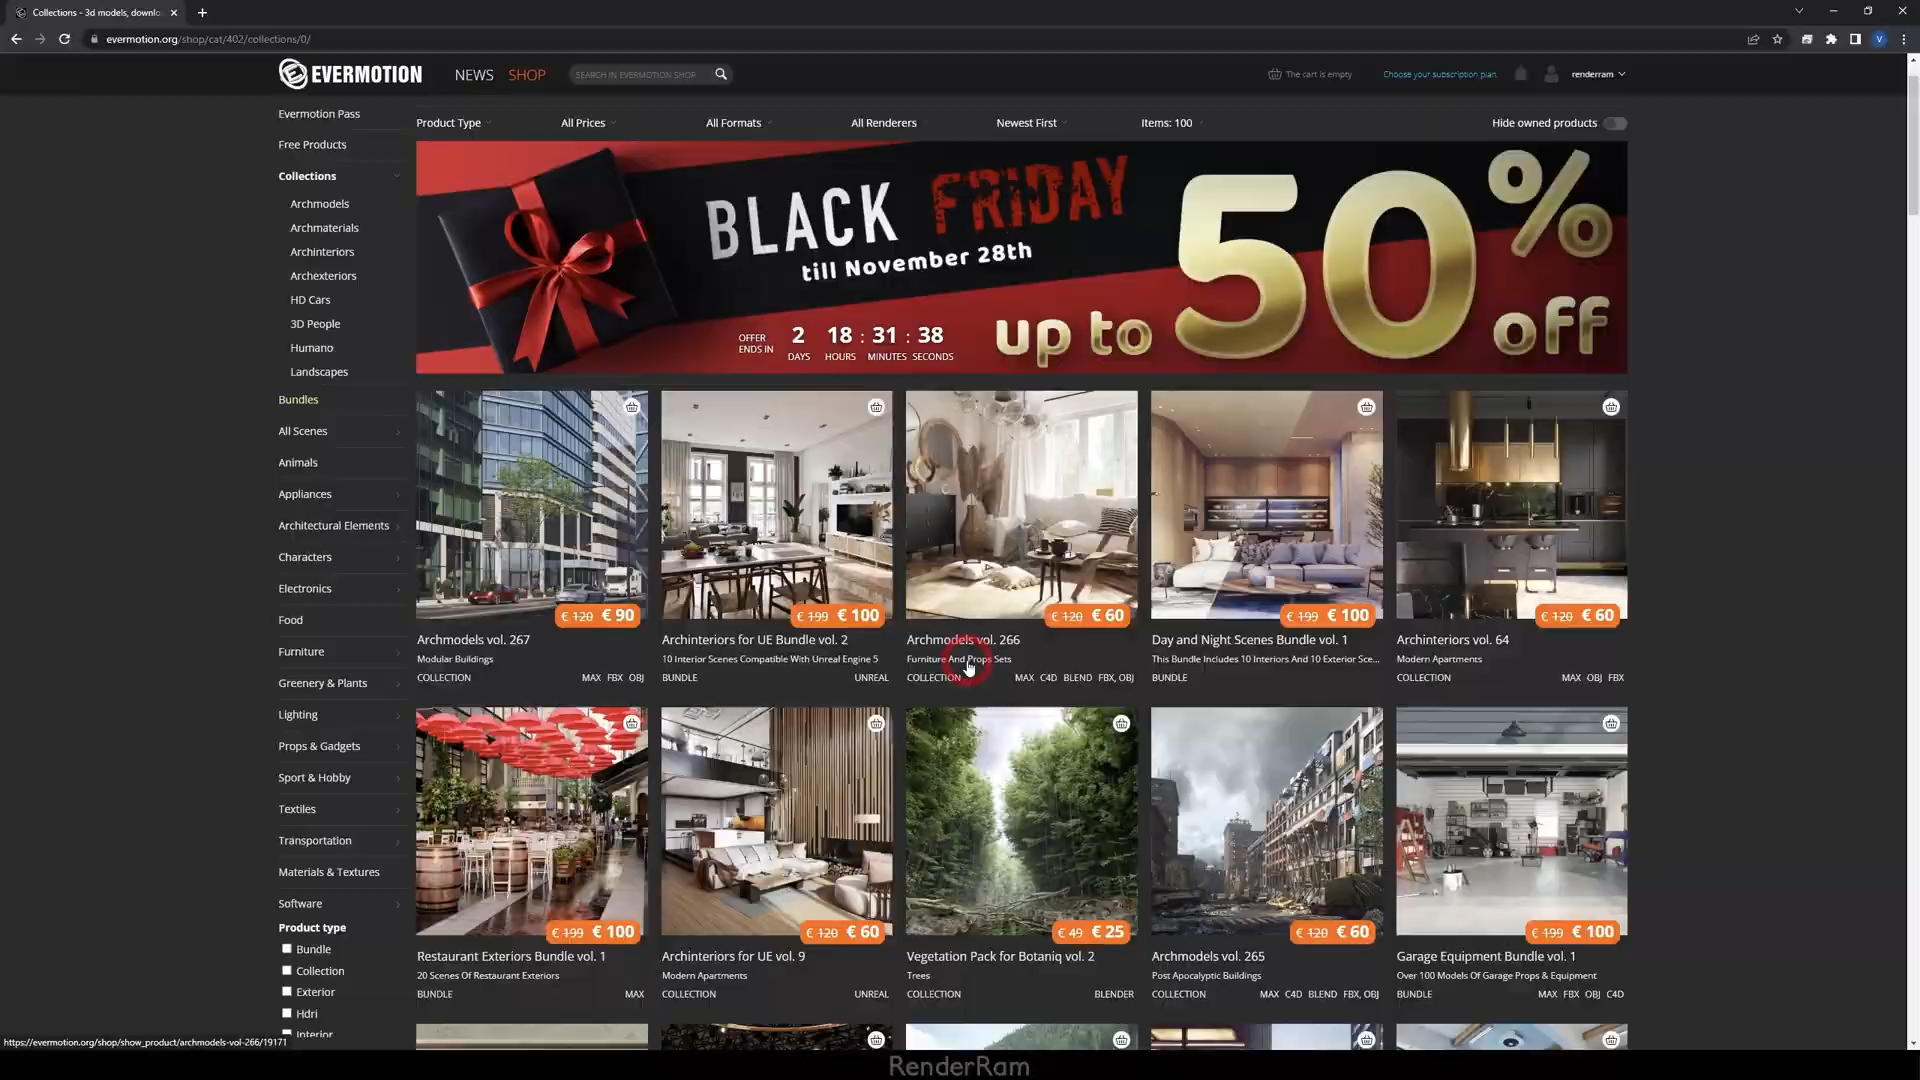 Collections - 3d models, downlo
evermotion.org/shop/cat/402/collections/0/
V
EVERMOTION
NEWS
SHOP
SEARCH IN EVERMOTION SHOP
The cart is empty
Choose your subscription plan.
renderram
Evermotion Pass
Free Products
Collections
Archmodels
Archmaterials
Archinteriors
Archexteriors
HD Cars
3D People
Humano
Landscapes
Bundles
All Scenes
Animals
Appliances
Architectural Elements
Characters
Electronics
Food
Furniture
Greenery & Plants
Lighting
Props & Gadgets
Sport & Hobby
Textiles
Transportation
Materials & Textures
Software
Product type
Bundle
Collection
Exterior
Hdri
Interior
Product Type
All Prices
All Formats
All Renderers
Newest First
Items: 100
Hide owned products
BLACK FRIDAY
till November 28th
OFFER ENDS IN
2 18 : 31 : 38
DAYS HOURS MINUTES SECONDS
up to 50% off
€ 120 € 90
Archmodels vol. 267
Modular Buildings
COLLECTION MAX FBX OBJ
€ 199 € 100
Archinteriors for UE Bundle vol. 2
10 Interior Scenes Compatible With Unreal Engine 5
BUNDLE UNREAL
€ 120 € 60
Archmodels vol. 266
Furniture And Props Sets
COLLECTION MAX C4D BLEND FBX, OBJ
€ 199 € 100
Day and Night Scenes Bundle vol. 1
This Bundle Includes 10 Interiors And 10 Exterior Sce...
BUNDLE
€ 120 € 60
Archinteriors vol. 64
Modern Apartments
COLLECTION MAX OBJ FBX
€ 199 € 100
Restaurant Exteriors Bundle vol. 1
20 Scenes Of Restaurant Exteriors
BUNDLE MAX
€ 120 € 60
Archinteriors for UE vol. 9
Modern Apartments
COLLECTION UNREAL
€ 49 € 25
Vegetation Pack for Botaniq vol. 2
Trees
COLLECTION BLENDER
€ 120 € 60
Archmodels vol. 265
Post Apocalyptic Buildings
COLLECTION MAX C4D BLEND FBX, OBJ
€ 199 € 100
Garage Equipment Bundle vol. 1
Over 100 Models Of Garage Props & Equipment
BUNDLE MAX FBX OBJ C4D
https://evermotion.org/shop/show_product/archmodels-vol-266/19171
RenderRam